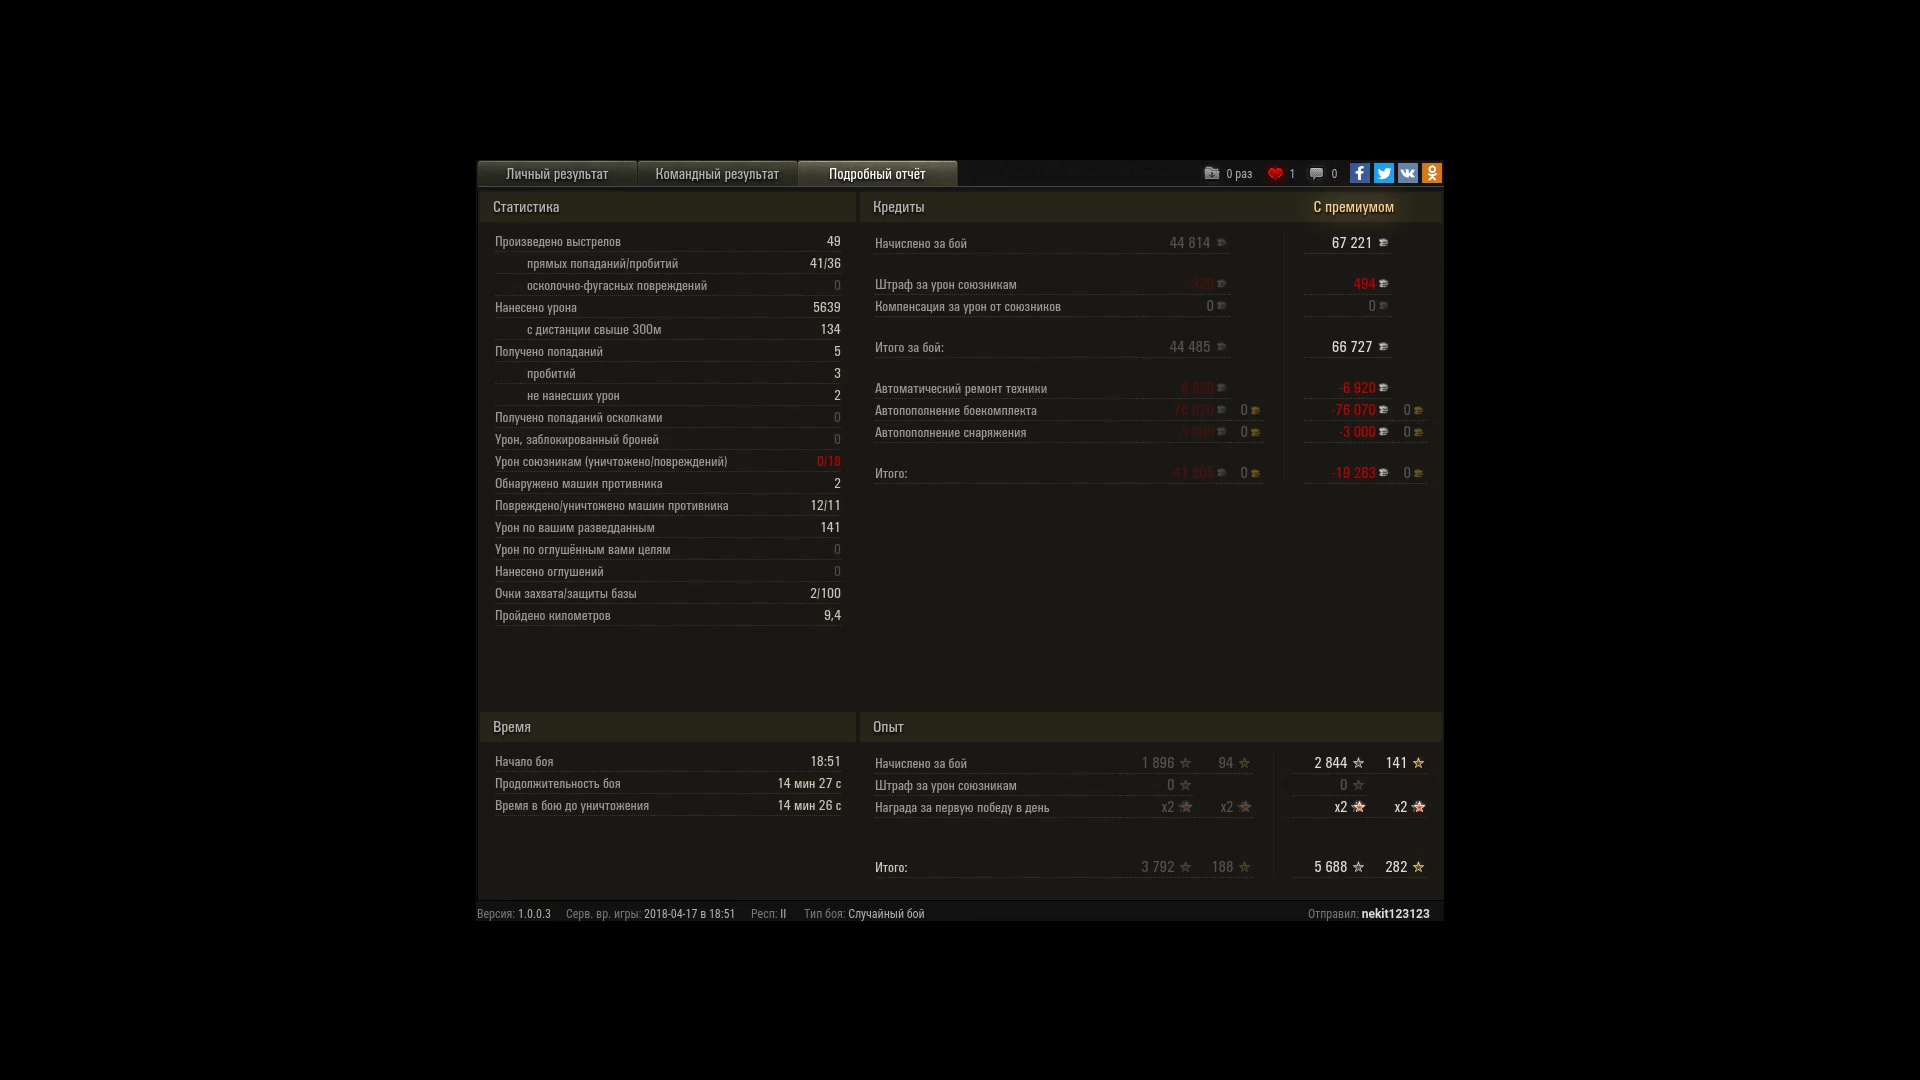 Личный результат Командный результат Подробный отчёт 0 раз 1 0
Статистика
Произведено выстрелов 49
прямых попаданий/пробитий 41/36
осколочно-фугасных повреждений 0
Нанесено урона 5639
с дистанции свыше 300м 134
Получено попаданий 5
пробитий 3
не нанесших урон 2
Получено попаданий осколками 0
Урон, заблокированный броней 0
Урон союзникам (уничтожено/повреждений) 0/18
Обнаружено машин противника 2
Повреждено/уничтожено машин противника 12/11
Урон по вашим разведданным 141
Урон по оглушённым вами целям 0
Нанесено оглушений 0
Очки захвата/защиты базы 2/100
Пройдено километров 9,4
Кредиты С премиумом
Начислено за бой 44 814 67 221
Штраф за урон союзникам 494
Компенсация за урон от союзников 0 0
Итого за бой: 44 485 66 727
Автоматический ремонт техники -6 920
Автопополнение боекомплекта 0 -76 070 0
Автопополнение снаряжения 0 -3 000 0
Итого: 0 -19 263 0
Время
Начало боя 18:51
Продолжительность боя 14 мин 27 с
Время в бою до уничтожения 14 мин 26 с
Опыт
Начислено за бой 1 896 94 2 844 141
Штраф за урон союзникам 0 0
Награда за первую победу в день x2 x2 x2 x2
Итого: 3 792 188 5 688 282
Версия: 1.0.0.3 Серв. вр. игры: 2018-04-17 в 18:51 Респ: II Тип боя: Случайный бой Отправил: nekit123123